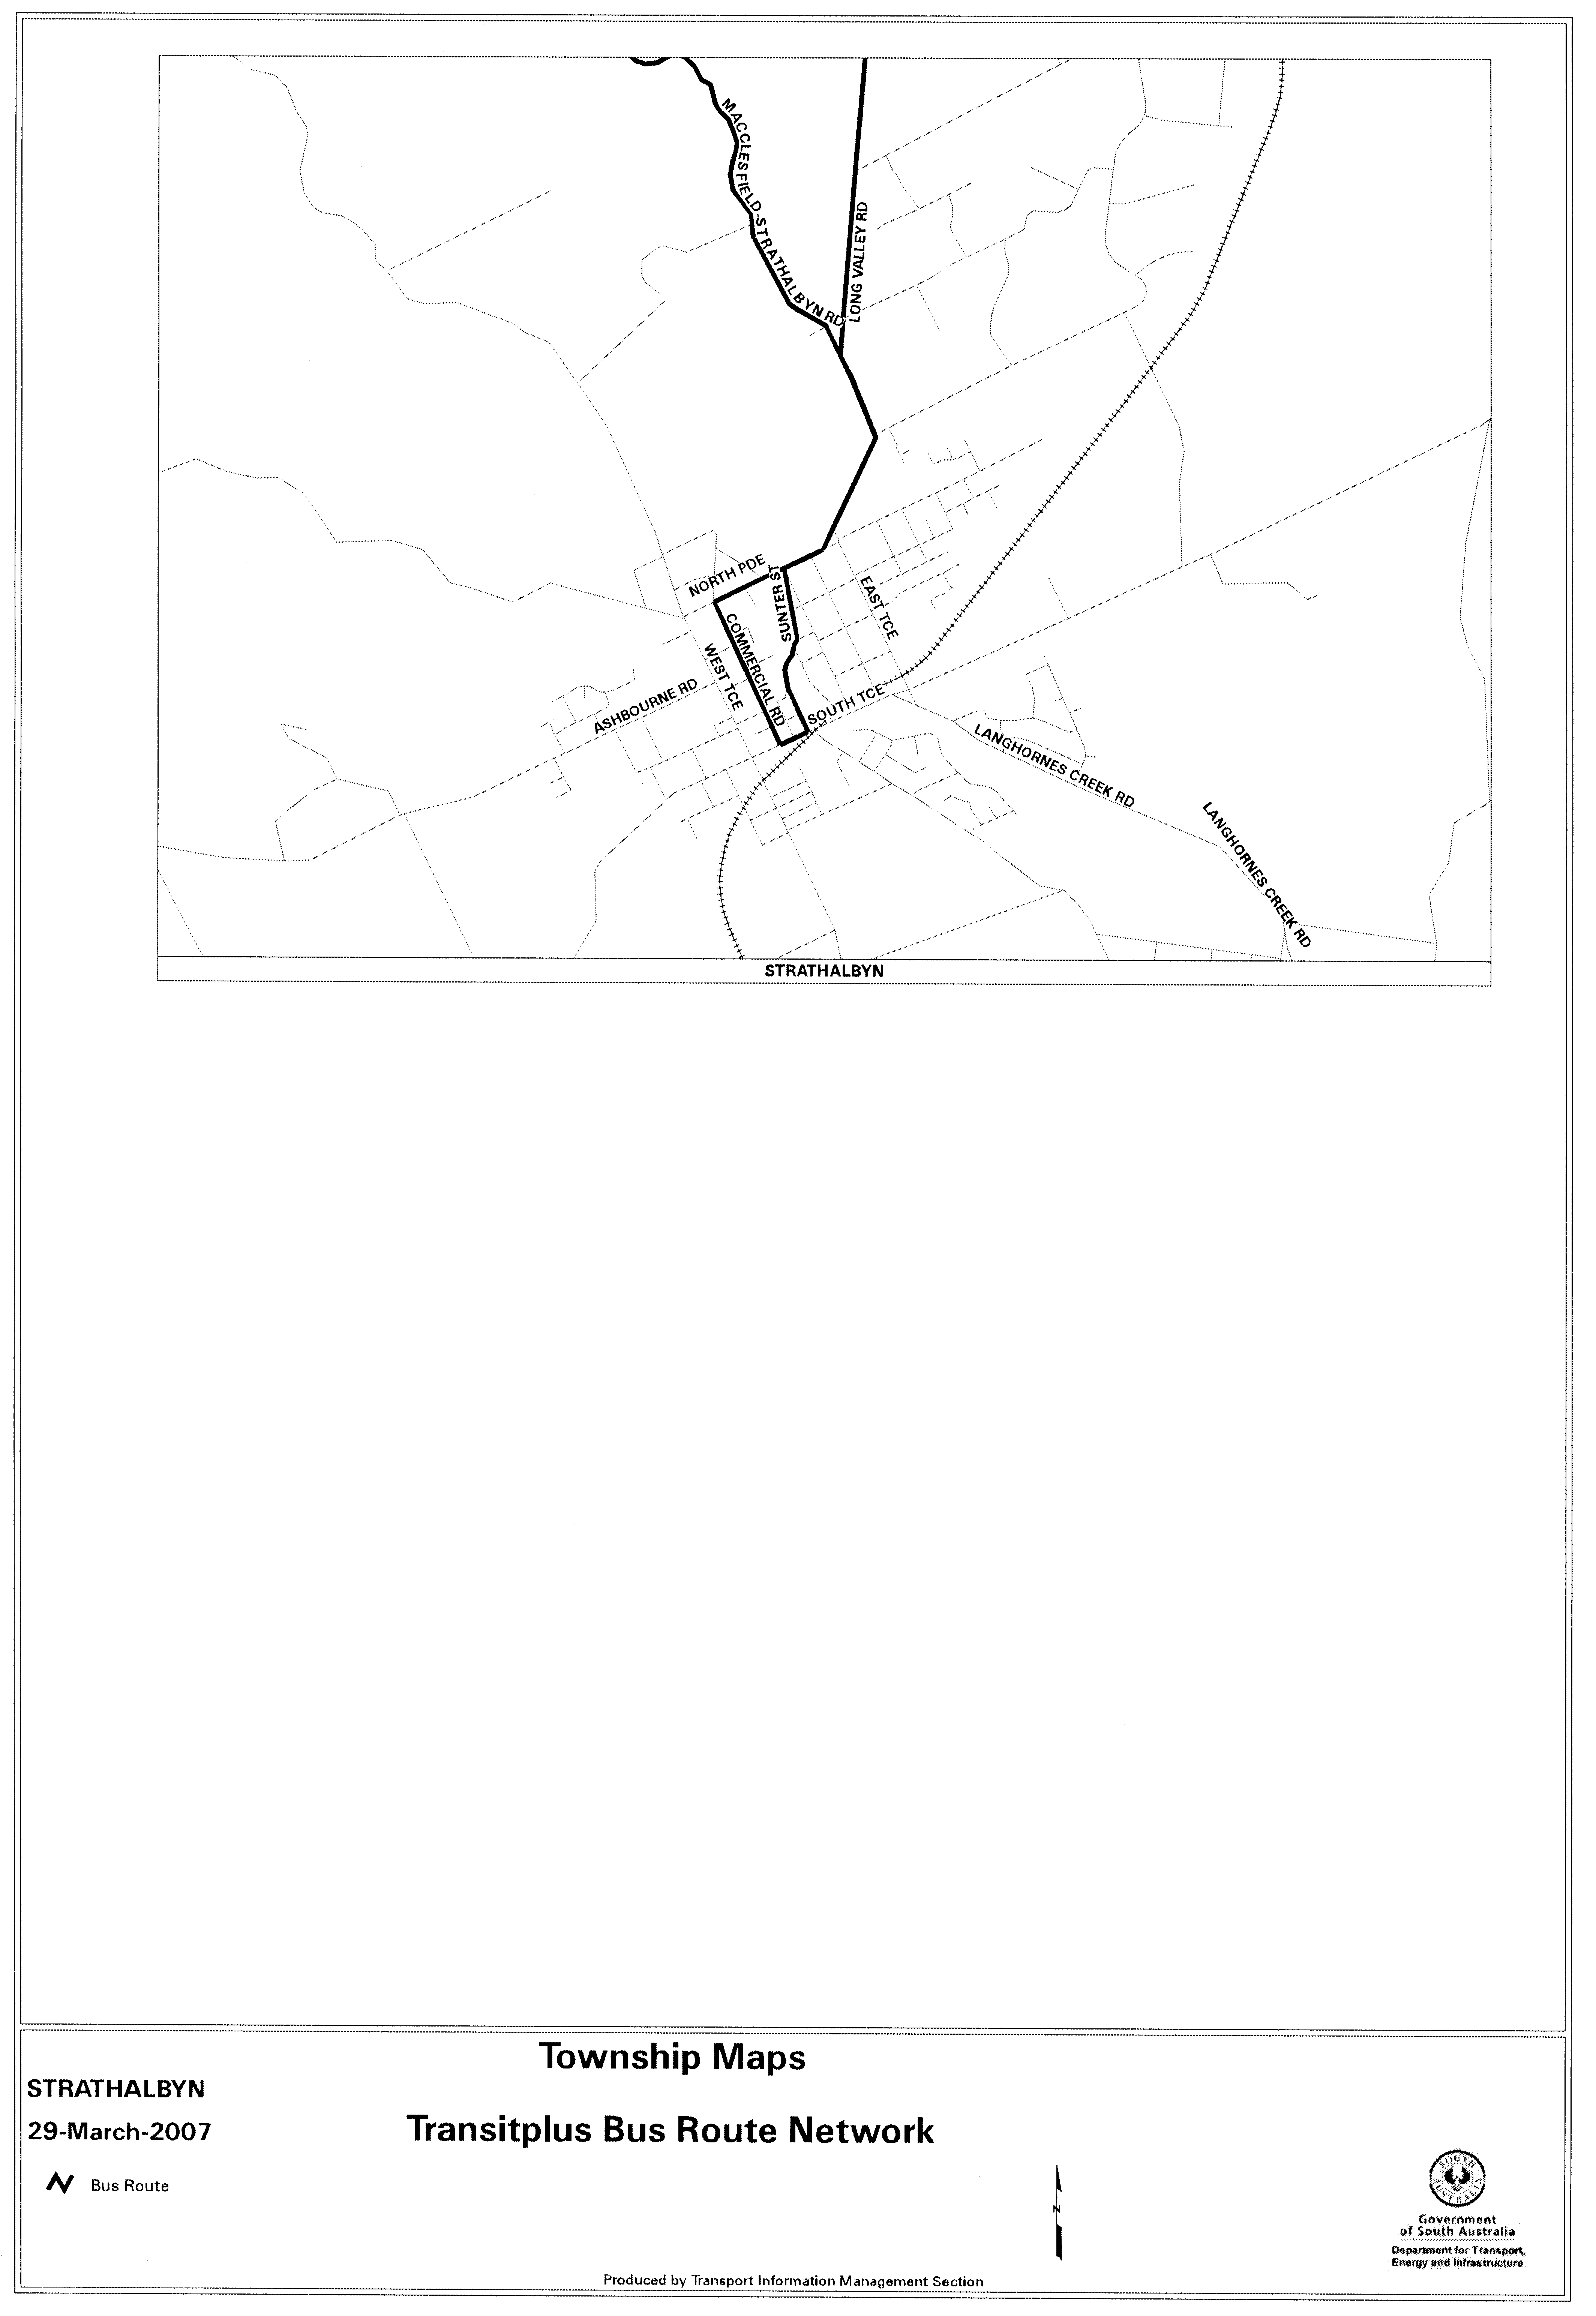 MACCLESFIELD-STRATHALBYN RD
LONG VALLEY RD
NORTH PDE
SUNTER ST
EAST TCE
COMMERCIAL RD
WEST TCE
ASHBOURNE RD
SOUTH TCE
LANGHORNES CREEK RD
LANGHORNES CREEK RD
STRATHALBYN
Township Maps
STRATHALBYN
29-March-2007
Transitplus Bus Route Network
Bus Route
N
SOUTH
AUSTRALIA
Government
of South Australia
Department for Transport,
Energy and Infrastructure
Produced by Transport Information Management Section